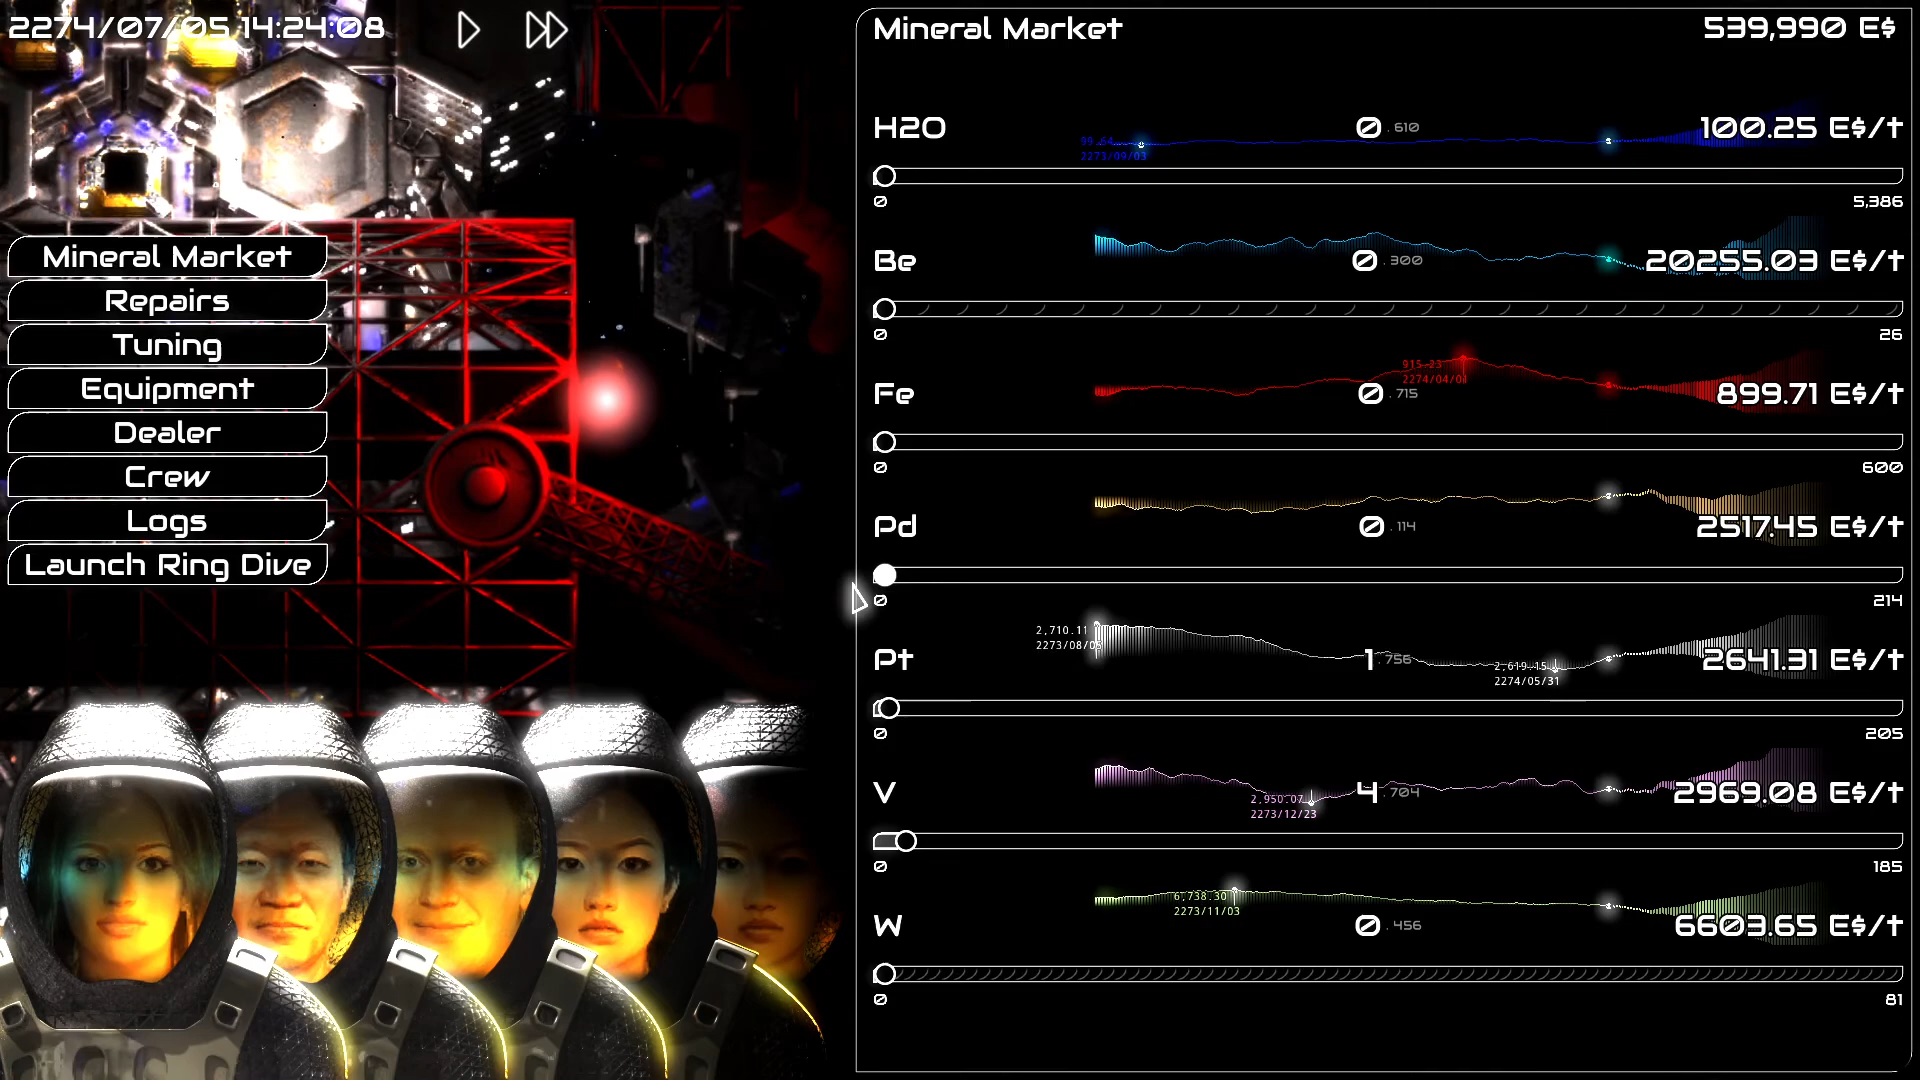 2274/07/05 14:24:08
Mineral Market
Repairs
Tuning
Equipment
Dealer
Crew
Logs
Launch Ring Dive
Mineral Market 539,990 E$
H2O 0.610 100.25 E$/t
99.64
2273/09/03
0 5,386
Be 0.300 20255.03 E$/t
0 26
915.23
2274/04/01
Fe 0.715 899.71 E$/t
0 600
Pd 0.114 2517.45 E$/t
0 214
2,710.11
2273/08/05
Pt 1.756 2641.31 E$/t
2,619.15
2274/05/31
0 205
V 4.704 2969.08 E$/t
2,950.07
2273/12/23
0 185
6,738.30
2273/11/03
W 0.456 6603.65 E$/t
0 81